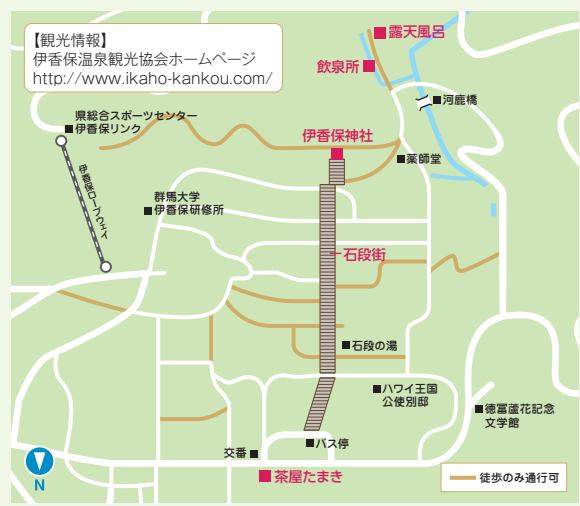 【観光情報】
伊香保温泉観光協会ホームページ
http://www.ikaho-kankou.com/
露天風呂
飲泉所
河鹿橋
県総合スポーツセンター
伊香保リンク
伊香保神社
薬師堂
伊香保ロープウェイ
群馬大学
伊香保研修所
石段街
石段の湯
ハワイ王国
公使別邸
徳冨蘆花記念
文学館
バス停
交番
茶屋たまき
徒歩のみ通行可
N